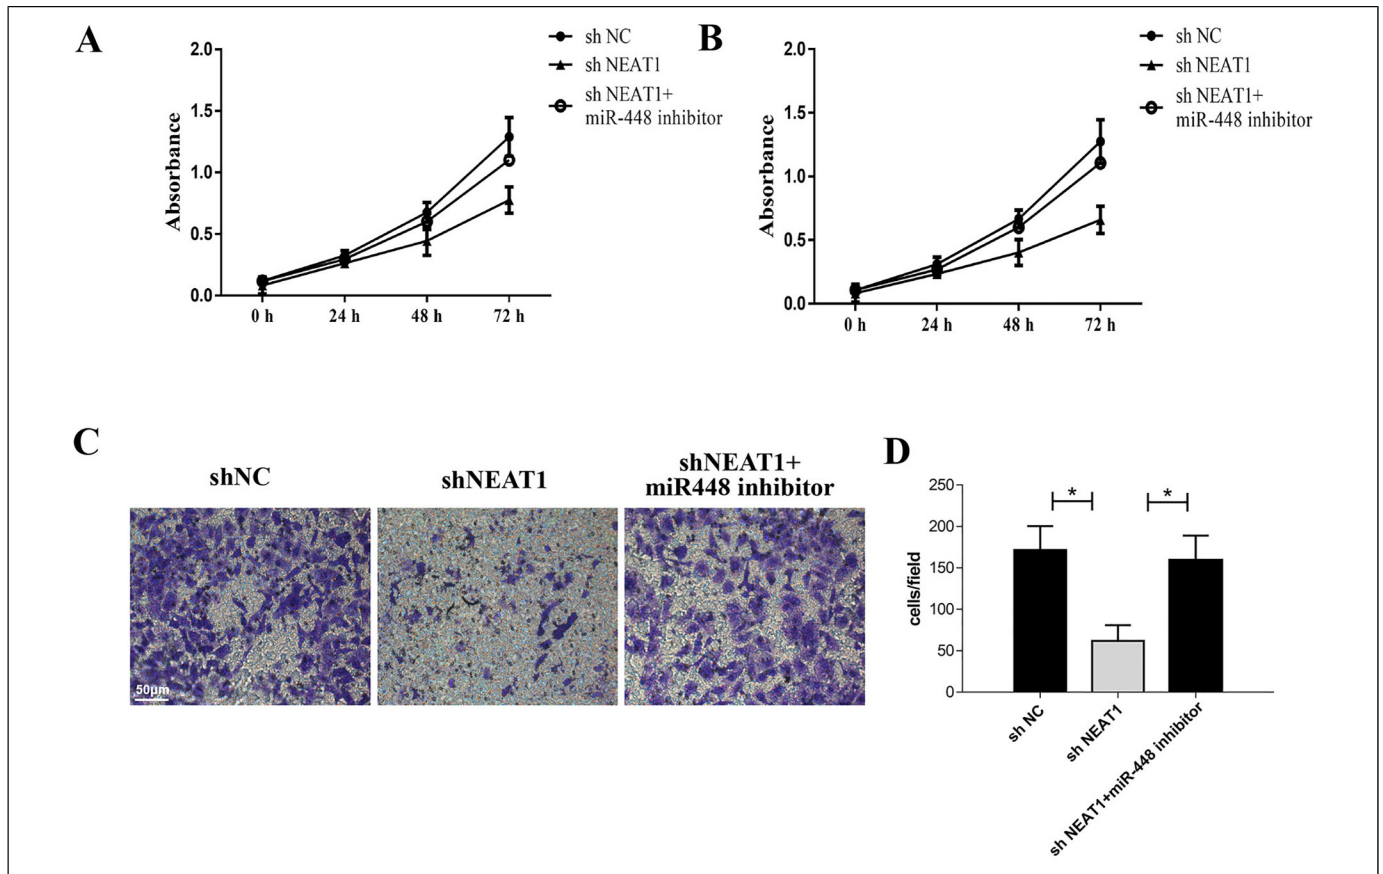 A
sh NC
sh NEAT1
sh NEAT1+
miR-448 inhibitor
2.0
1.5
1.0
0.5
0.0
Absorbance
0 h 24 h 48 h 72 h
B
sh NC
sh NEAT1
sh NEAT1+
miR-448 inhibitor
2.0
1.5
1.0
0.5
0.0
Absorbance
0 h 24 h 48 h 72 h
C
shNC
shNEAT1
shNEAT1+
miR448 inhibitor
50μm
D
250
200
150
100
50
0
cells/field
* *
sh NC
sh NEAT1
sh NEAT1+miR-448 inhibitor